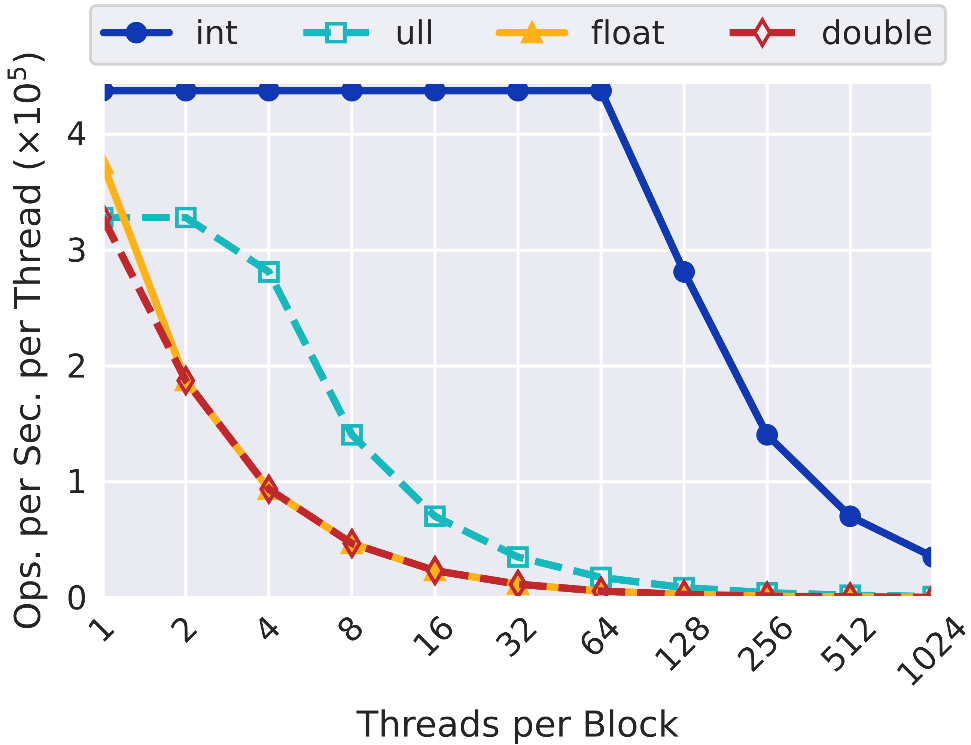 int ull float double
Ops. per Sec. per Thread (×10⁵)
4
3
2
1
0
1 2 4 8 16 32 64 128 256 512 1024
Threads per Block